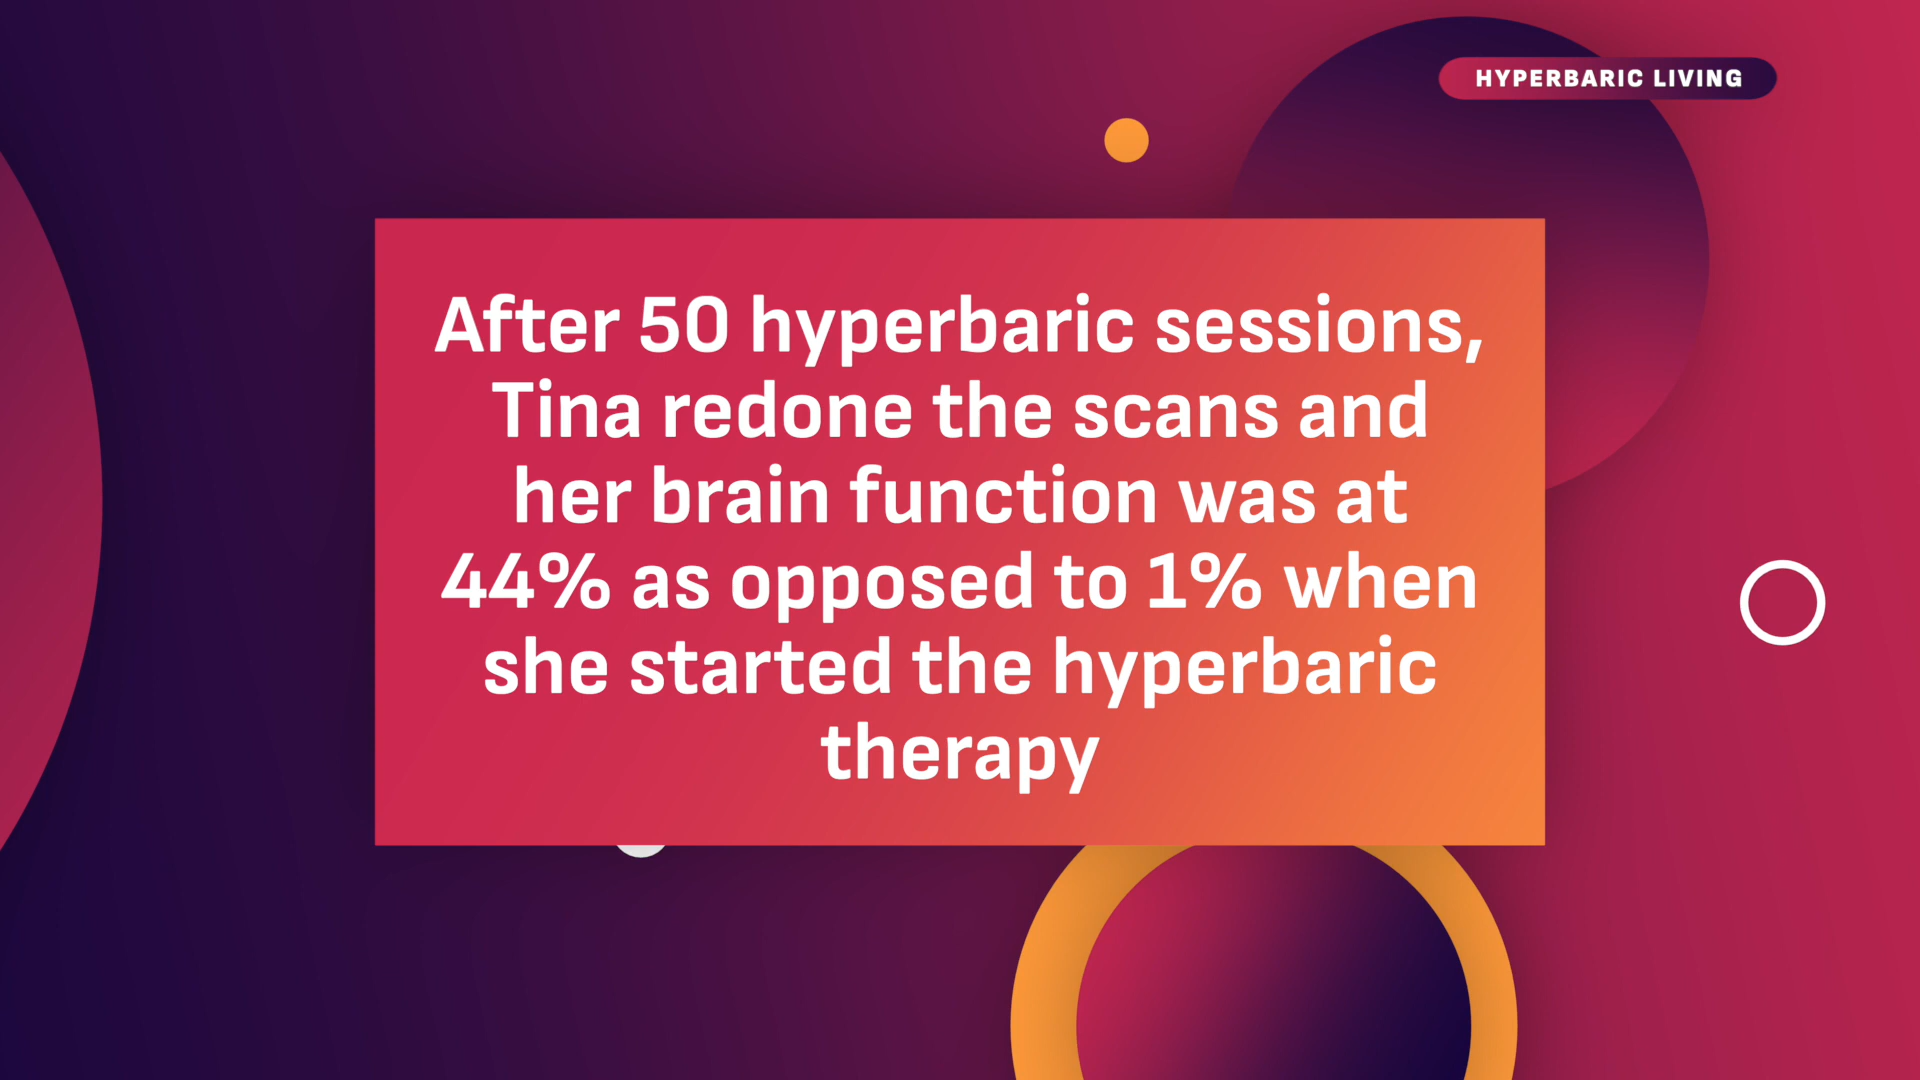 HYPERBARIC LIVING
After 50 hyperbaric sessions,
Tina redone the scans and
her brain function was at
44% as opposed to 1% when
she started the hyperbaric
therapy